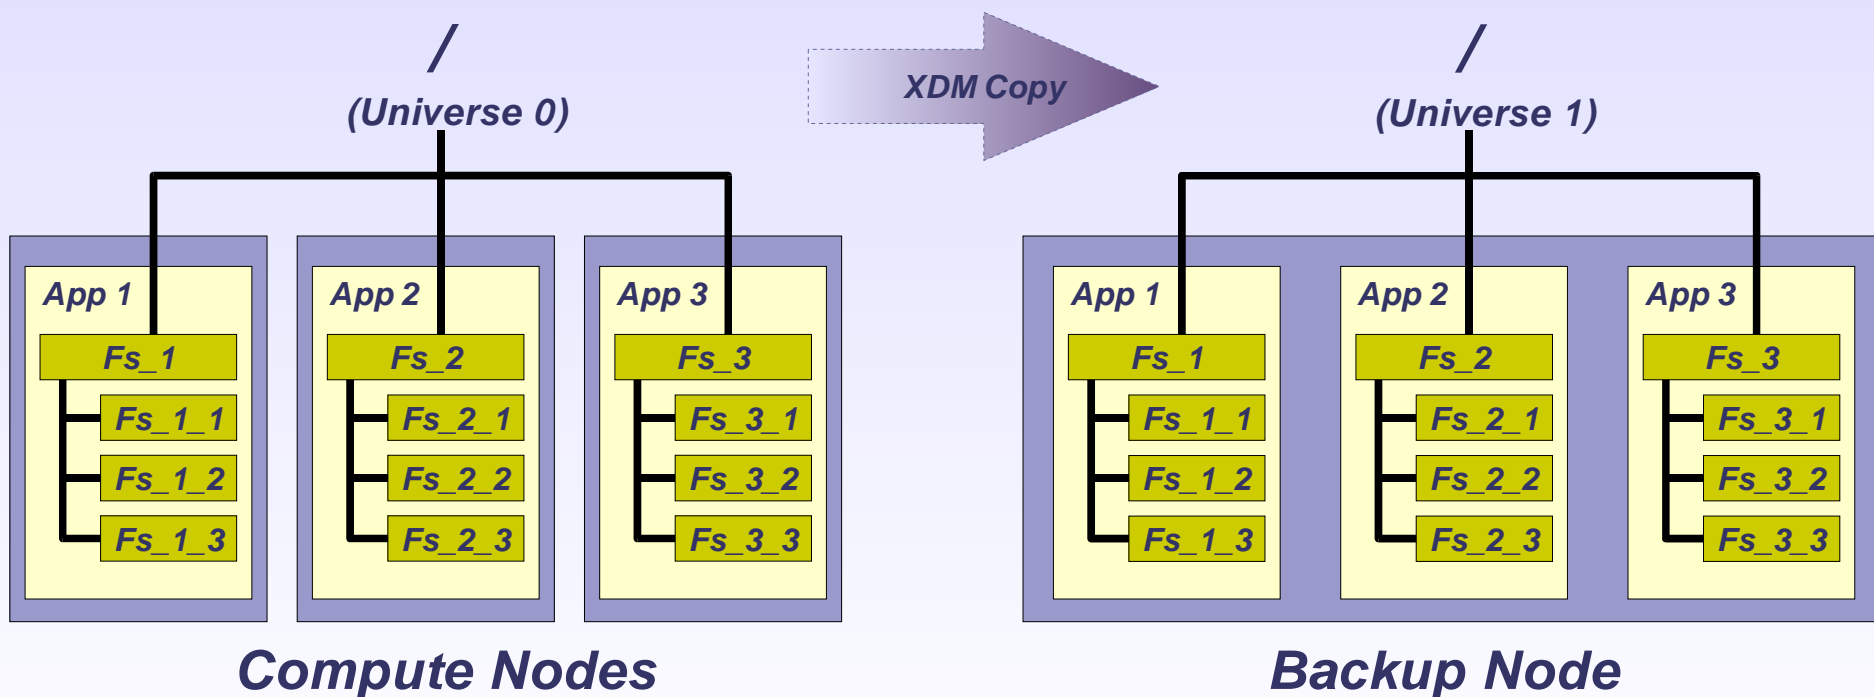 /
(Universe 0)
App 1
Fs_1
Fs_1_1
Fs_1_2
Fs_1_3
App 2
Fs_2
Fs_2_1
Fs_2_2
Fs_2_3
App 3
Fs_3
Fs_3_1
Fs_3_2
Fs_3_3
Compute Nodes
XDM Copy
/
(Universe 1)
App 1
Fs_1
Fs_1_1
Fs_1_2
Fs_1_3
App 2
Fs_2
Fs_2_1
Fs_2_2
Fs_2_3
App 3
Fs_3
Fs_3_1
Fs_3_2
Fs_3_3
Backup Node